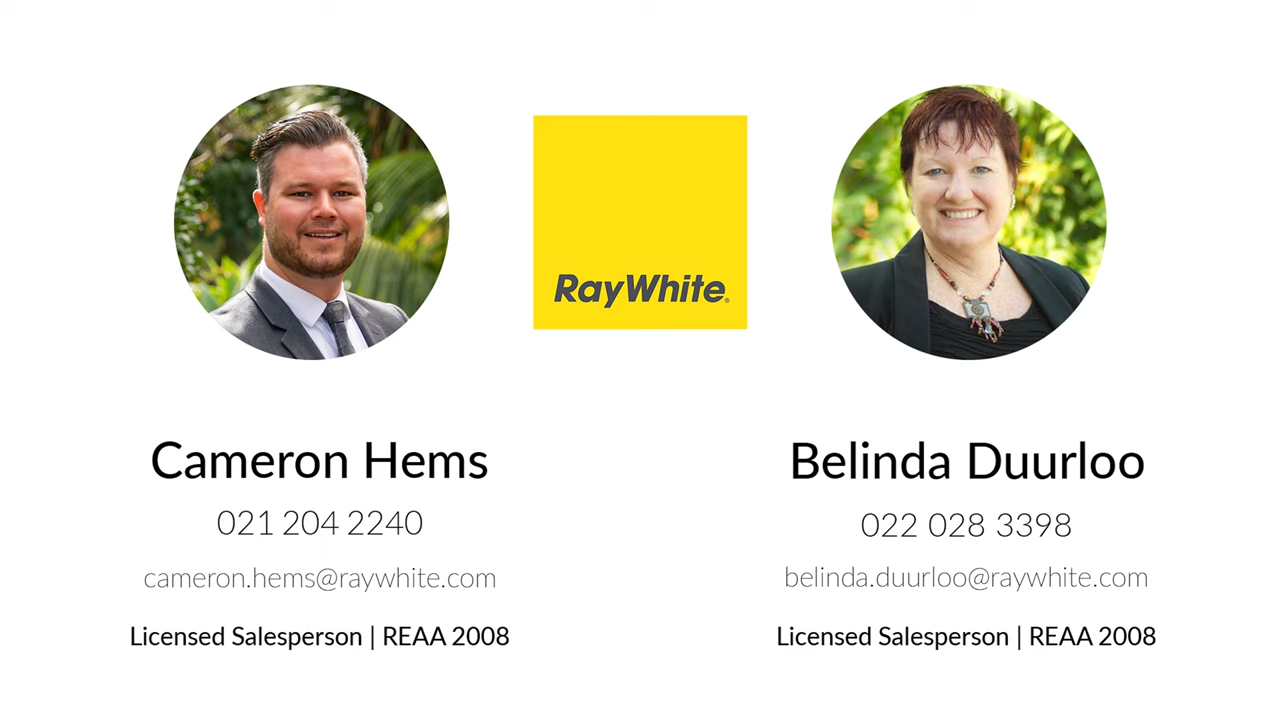 RayWhite.
Cameron Hems
021 204 2240
cameron.hems@raywhite.com
Licensed Salesperson | REAA 2008
Belinda Duurloo
022 028 3398
belinda.duurloo@raywhite.com
Licensed Salesperson | REAA 2008